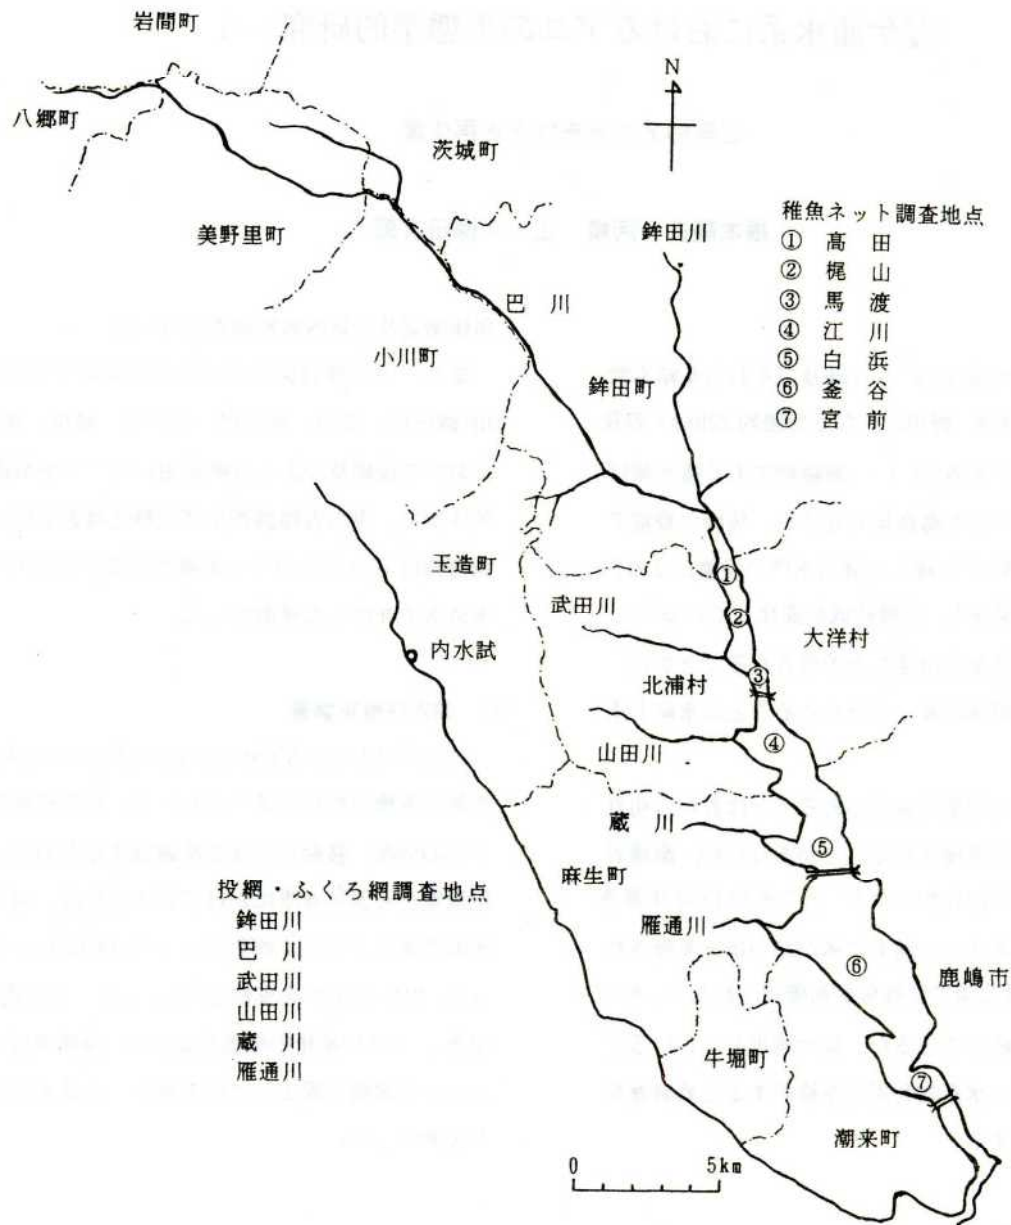 岩間町
N
八郷町
茨城町
稚魚ネット調査地点
① 高　田
② 梶　山
③ 馬　渡
④ 江　川
⑤ 白　浜
⑥ 釜　谷
⑦ 宮　前
美野里町
鉾田川
巴　川
小川町
鉾田町
玉造町
①
武田川
②
大洋村
内水試
北浦村
③
④
山田川
蔵　川
⑤
麻生町
投網・ふくろ網調査地点
鉾田川
巴　川
武田川
山田川
蔵　川
雁通川
雁通川
⑥
鹿嶋市
牛堀町
⑦
潮来町
0 5km